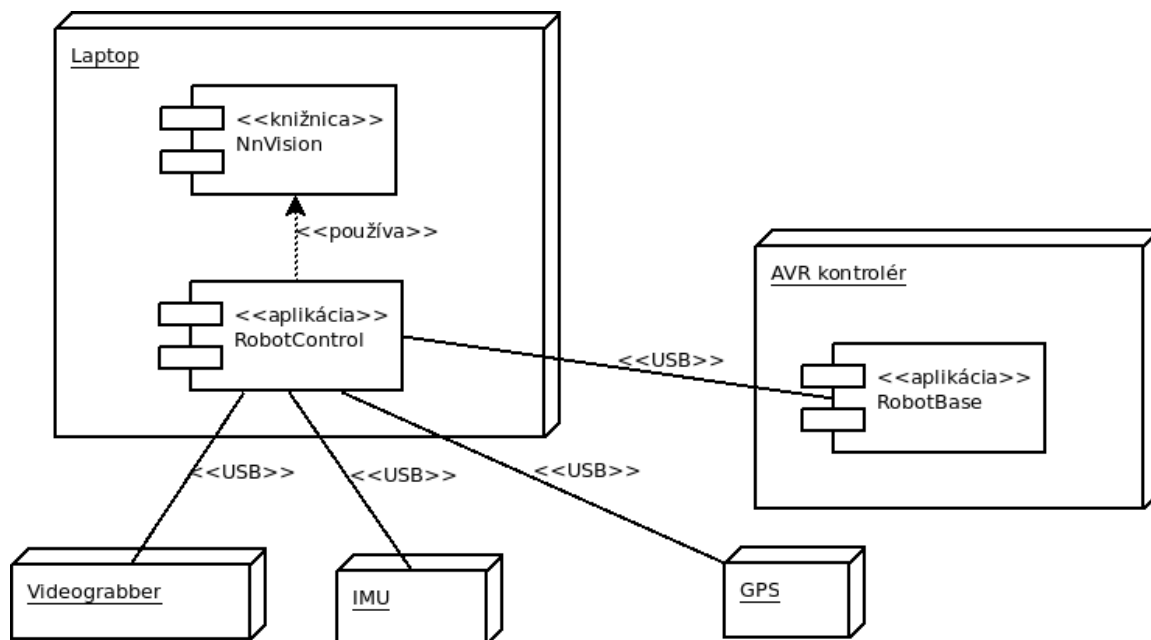 Laptop
<<knižnica>>
NnVision
<<používa>>
<<aplikácia>>
RobotControl
AVR kontrolér
<<USB>>
<<aplikácia>>
RobotBase
<<USB>>
<<USB>>
<<USB>>
Videograbber
IMU
GPS